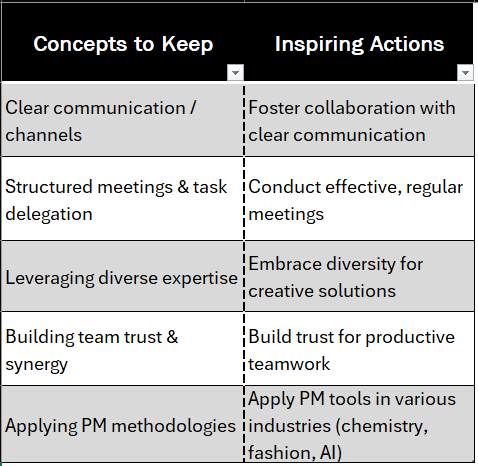 Concepts to Keep
Inspiring Actions
Clear communication /
channels
Foster collaboration with
clear communication
Structured meetings & task
delegation
Conduct effective, regular
meetings
Leveraging diverse expertise
Embrace diversity for
creative solutions
Building team trust &
synergy
Build trust for productive
teamwork
Applying PM methodologies
Apply PM tools in various
industries (chemistry,
fashion, AI)